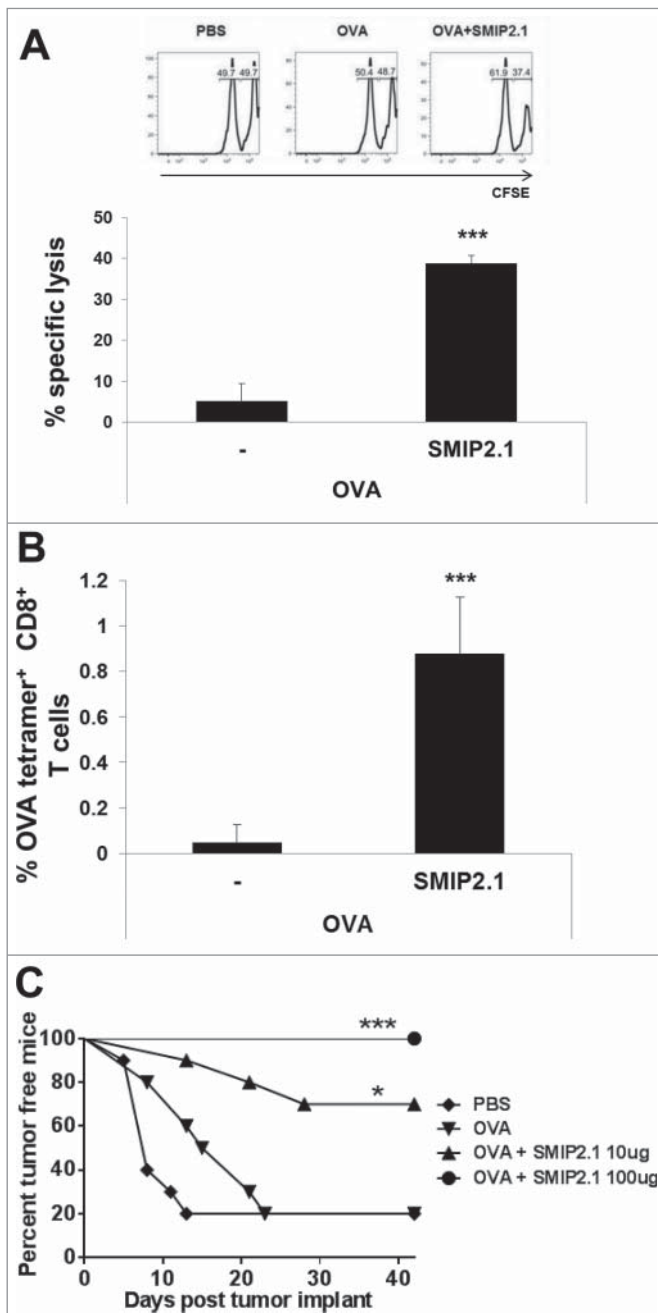 A
PBS OVA OVA+SMIP2.1
49.7 49.7 50.4 48.7 61.9 37.4
CFSE
% specific lysis
50
40
30
20
10
0
***
- SMIP2.1
OVA
B
% OVA tetramer+ CD8+
T cells
1.2
1
0.8
0.6
0.4
0.2
0
***
- SMIP2.1
OVA
C
Percent tumor free mice
100
80
60
40
20
0
***
*
0 10 20 30 40
Days post tumor implant
PBS
OVA
OVA + SMIP2.1 10ug
OVA + SMIP2.1 100ug